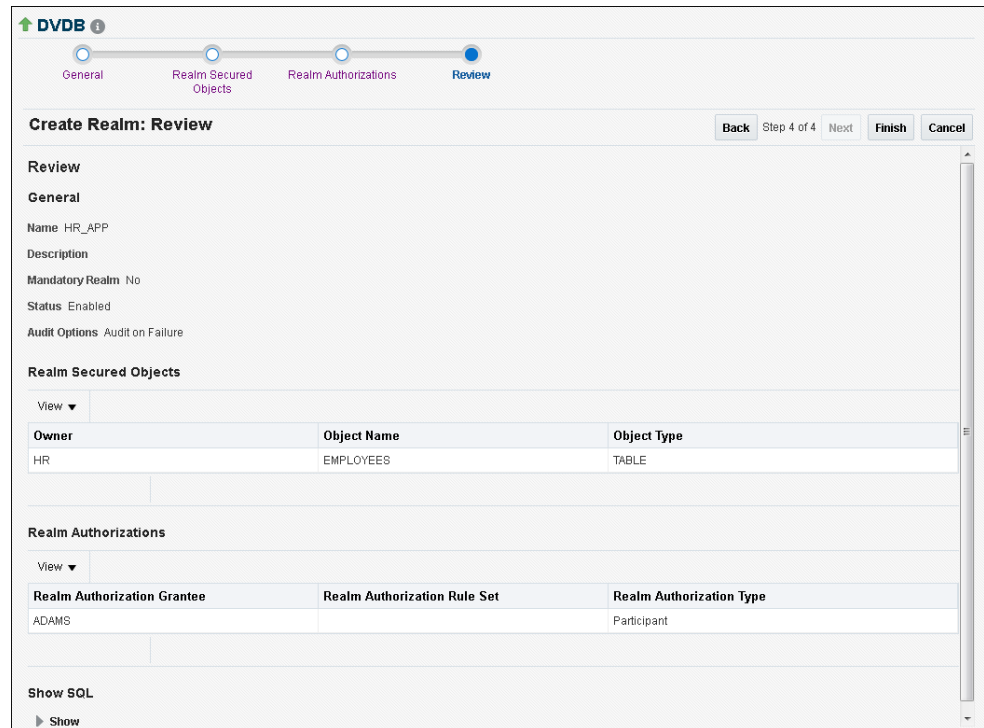 DVDB
General
Realm Secured
Objects
Realm Authorizations
Review
Create Realm: Review
Back Step 4 of 4 Next Finish Cancel
Review
General
Name HR_APP
Description
Mandatory Realm No
Status Enabled
Audit Options Audit on Failure
Realm Secured Objects
View
Owner Object Name Object Type
HR EMPLOYEES TABLE
Realm Authorizations
View
Realm Authorization Grantee Realm Authorization Rule Set Realm Authorization Type
ADAMS Participant
Show SQL
Show